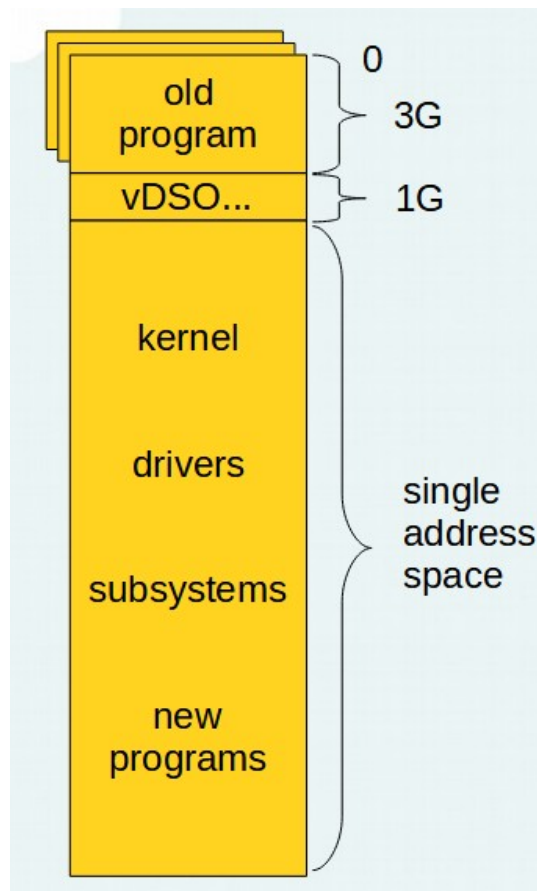 0
old
program
3G
vDSO...
1G
kernel
drivers
single
address
space
subsystems
new
programs